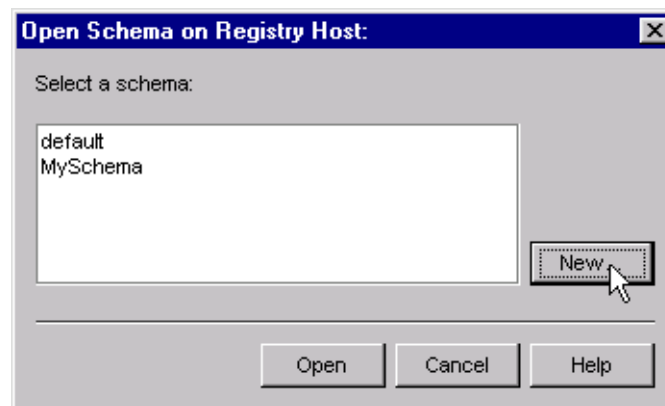 Open Schema on Registry Host:
Select a schema:
default
MySchema
New...
Open Cancel Help